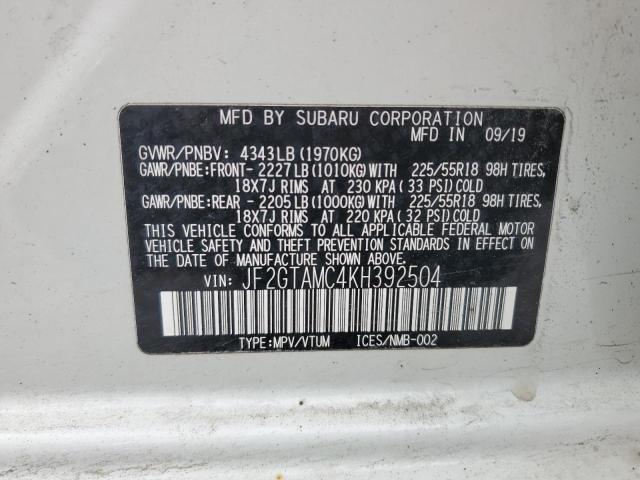 MFD BY SUBARU CORPORATION
MFD IN 09/19
GVWR/PNBV: 4343LB (1970KG)
GAWR/PNBE:FRONT- 2227LB (1010KG)WITH 225/55R18 98H TIRES,
18X7J RIMS AT 230 KPA (33 PSI)COLD
GAWR/PNBE:REAR - 2205LB (1000KG)WITH 225/55R18 98H TIRES,
18X7J RIMS AT 220 KPA (32 PSI)COLD
THIS VEHICLE CONFORMS TO ALL APPLICABLE FEDERAL MOTOR
VEHICLE SAFETY AND THEFT PREVENTION STANDARDS IN EFFECT ON
THE DATE OF MANUFACTURE SHOWN ABOVE.
VIN: JF2GTAMC4KH392504
TYPE:MPV/VTUM ICES/NMB-002